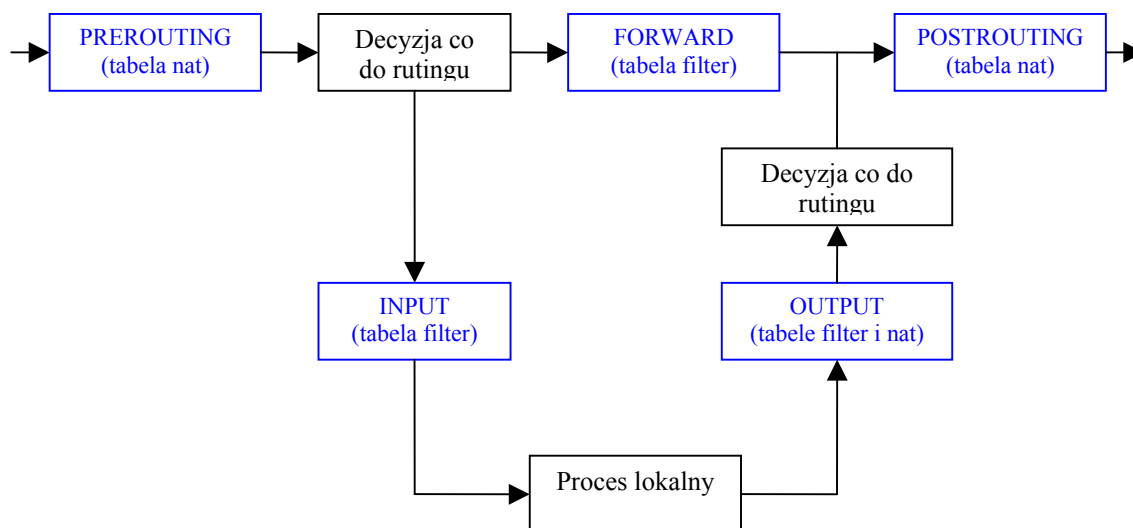 PREROUTING
(tabela nat)
Decyzja co
do rutingu
FORWARD
(tabela filter)
POSTROUTING
(tabela nat)
Decyzja co do
rutingu
INPUT
(tabela filter)
OUTPUT
(tabele filter i nat)
Proces lokalny